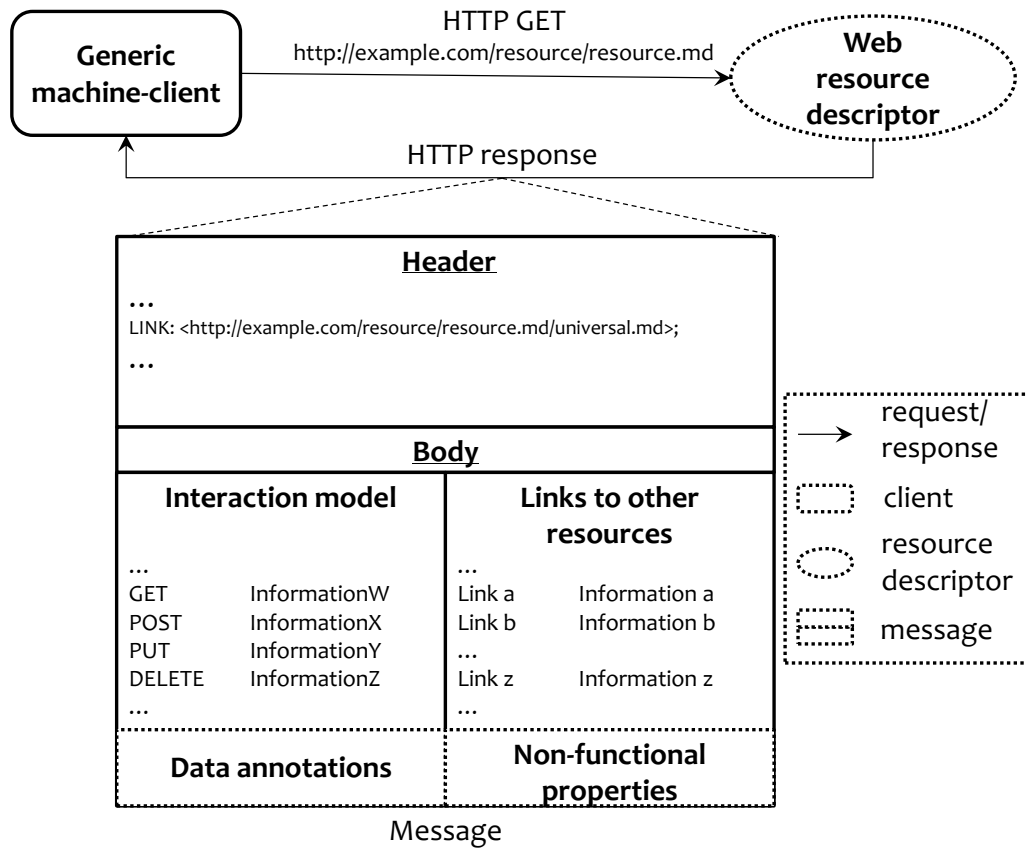 HTTP GET
http://example.com/resource/resource.md
Generic
machine-client
Web
resource
descriptor
HTTP response
Header
...
LINK: <http://example.com/resource/resource.md/universal.md>;
...
Body
Interaction model
...
GET InformationW
POST InformationX
PUT InformationY
DELETE InformationZ
...
Links to other
resources
...
Link a Information a
Link b Information b
...
Link z Information z
...
Data annotations
Non-functional
properties
Message
request/
response
client
resource
descriptor
message